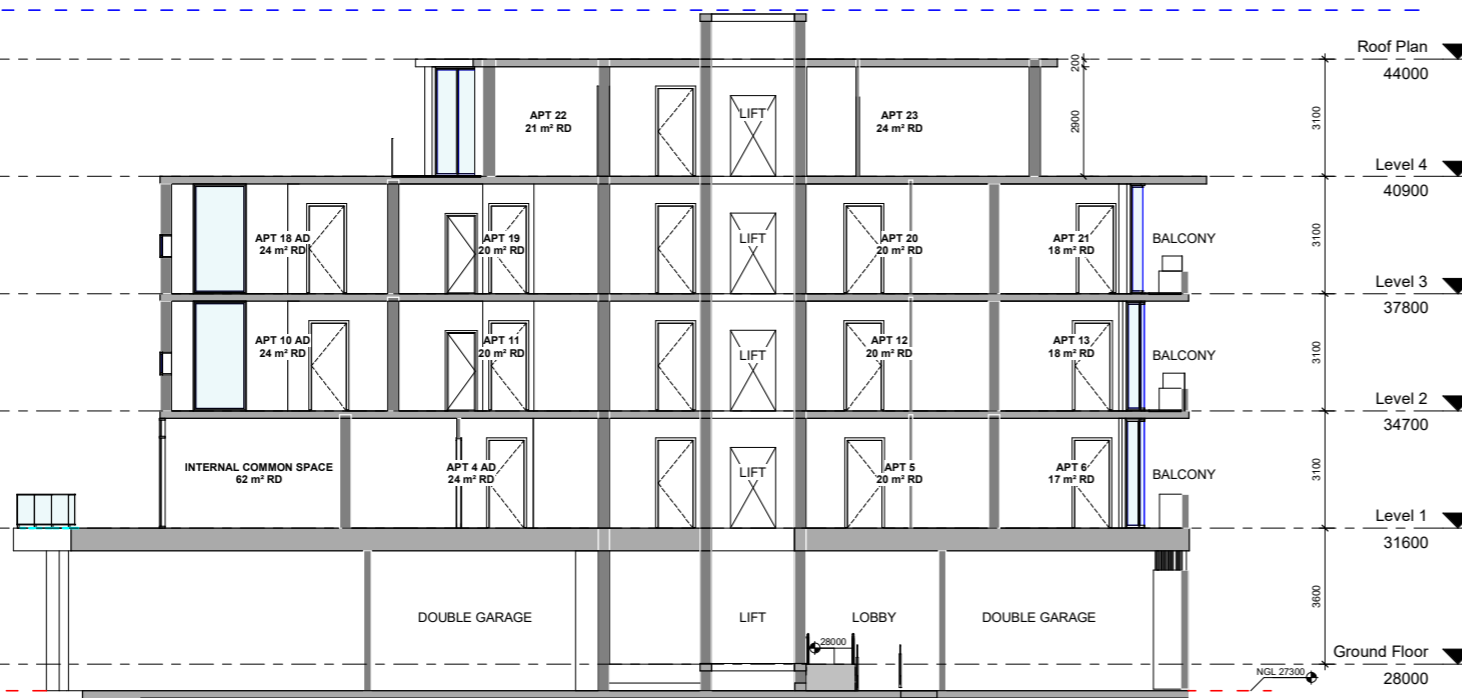 Roof Plan
44000
200
2900
3100
APT 22
21 m² RD
LIFT
APT 23
24 m² RD
Level 4
40900
3100
APT 18 AD
24 m² RD
APT 19
20 m² RD
LIFT
APT 20
20 m² RD
APT 21
18 m² RD
BALCONY
Level 3
37800
3100
APT 10 AD
24 m² RD
APT 11
20 m² RD
LIFT
APT 12
20 m² RD
APT 13
18 m² RD
BALCONY
Level 2
34700
3100
INTERNAL COMMON SPACE
62 m² RD
APT 4 AD
24 m² RD
LIFT
APT 5
20 m² RD
APT 6
17 m² RD
BALCONY
Level 1
31600
3600
DOUBLE GARAGE
LIFT
LOBBY
DOUBLE GARAGE
28000
Ground Floor
28000
NGL 27300